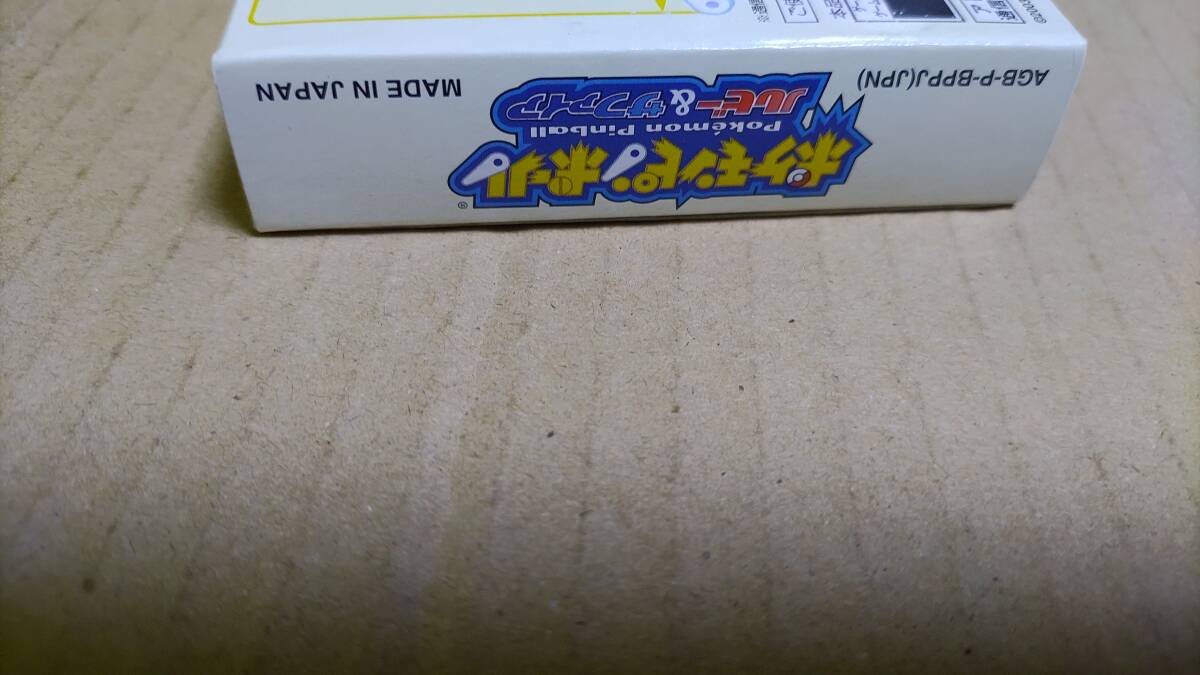 AGB-P-BPPJ(JPN)
ポケモンピンボール
Pokémon Pinball
ルビー&サファイア
®
MADE IN JAPAN